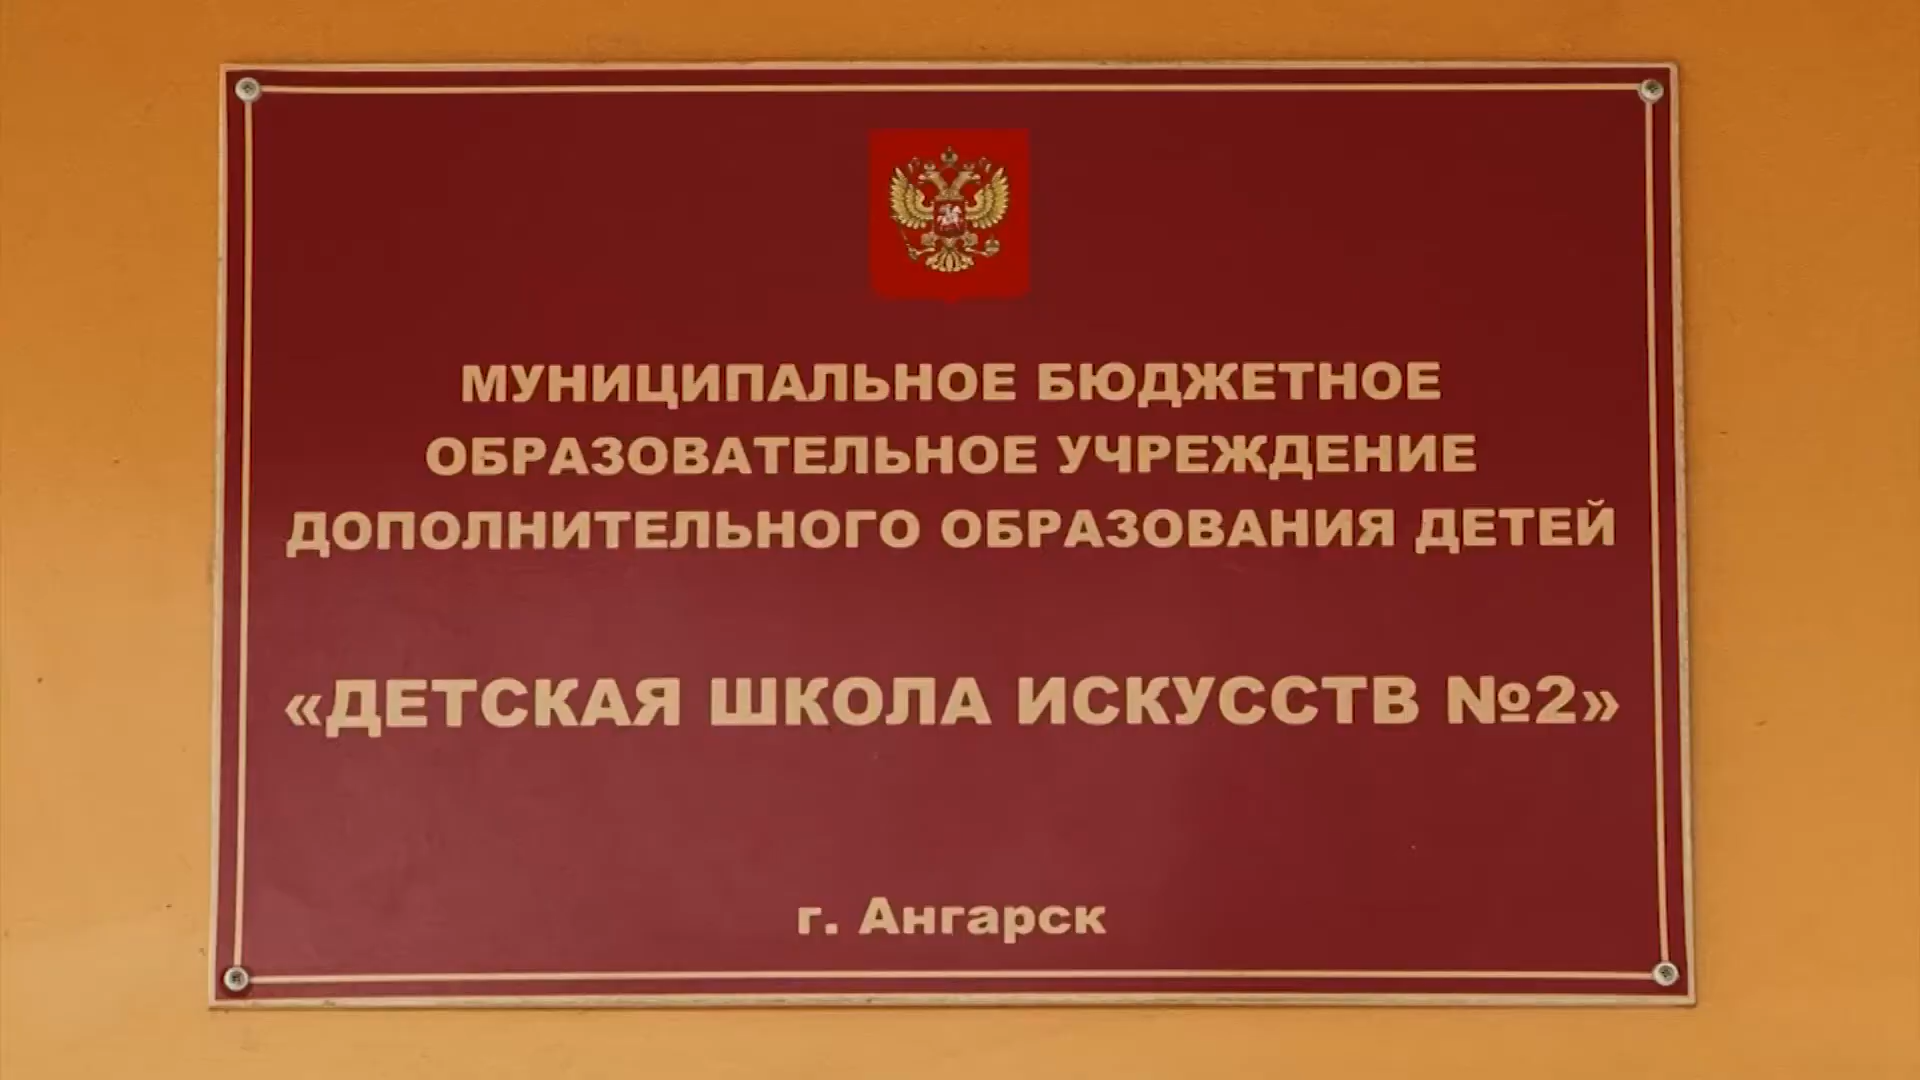 МУНИЦИПАЛЬНОЕ БЮДЖЕТНОЕ
ОБРАЗОВАТЕЛЬНОЕ УЧРЕЖДЕНИЕ
ДОПОЛНИТЕЛЬНОГО ОБРАЗОВАНИЯ ДЕТЕЙ
«ДЕТСКАЯ ШКОЛА ИСКУССТВ №2»
г. Ангарск